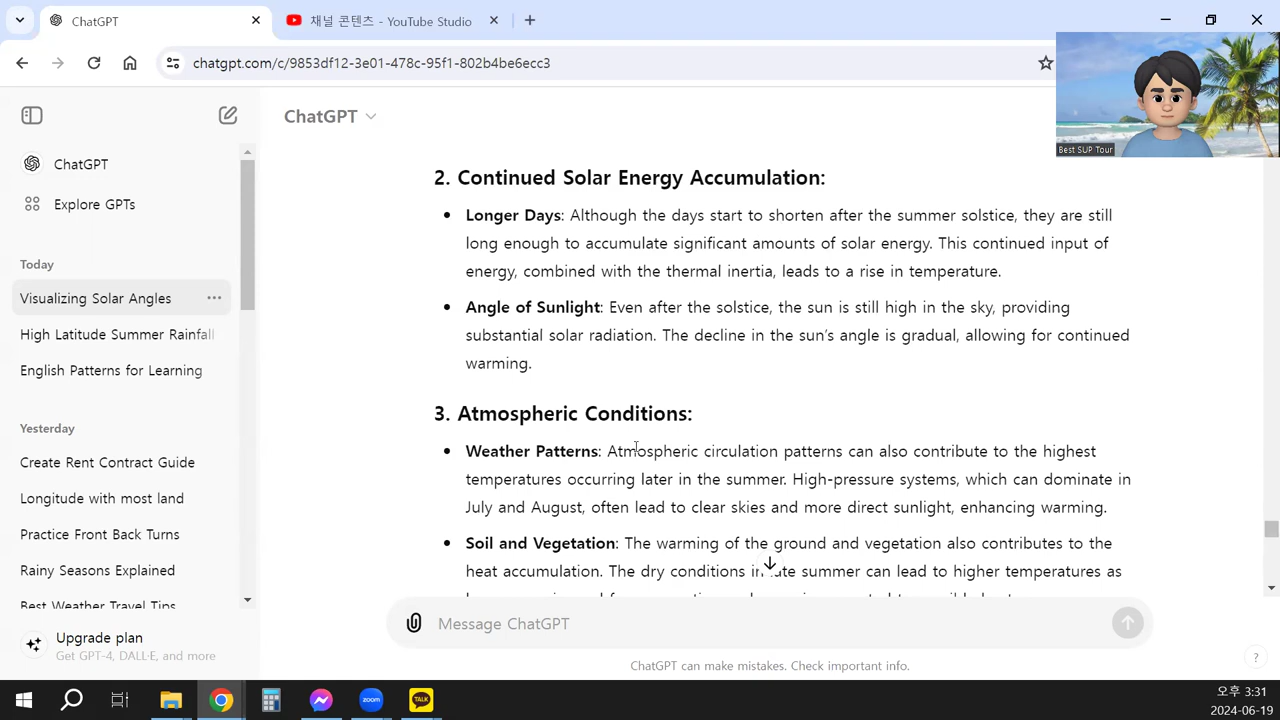 ChatGPT
채널 콘텐츠 - YouTube Studio
chatgpt.com/c/9853df12-3e01-478c-95f1-802b4be6ecc3
Best SUP Tour
ChatGPT
Explore GPTs
Today
Visualizing Solar Angles
High Latitude Summer Rainfall
English Patterns for Learning
Yesterday
Create Rent Contract Guide
Longitude with most land
Practice Front Back Turns
Rainy Seasons Explained
Best Weather Travel Tips
Upgrade plan
Get GPT-4, DALL·E, and more
ChatGPT
2. Continued Solar Energy Accumulation:
• Longer Days: Although the days start to shorten after the summer solstice, they are still
long enough to accumulate significant amounts of solar energy. This continued input of
energy, combined with the thermal inertia, leads to a rise in temperature.
• Angle of Sunlight: Even after the solstice, the sun is still high in the sky, providing
substantial solar radiation. The decline in the sun's angle is gradual, allowing for continued
warming.
3. Atmospheric Conditions:
• Weather Patterns: Atmospheric circulation patterns can also contribute to the highest
temperatures occurring later in the summer. High-pressure systems, which can dominate in
July and August, often lead to clear skies and more direct sunlight, enhancing warming.
• Soil and Vegetation: The warming of the ground and vegetation also contributes to the
heat accumulation. The dry conditions in late summer can lead to higher temperatures as
Message ChatGPT
ChatGPT can make mistakes. Check important info.
?
TALK
zoom
오후 3:31
2024-06-19